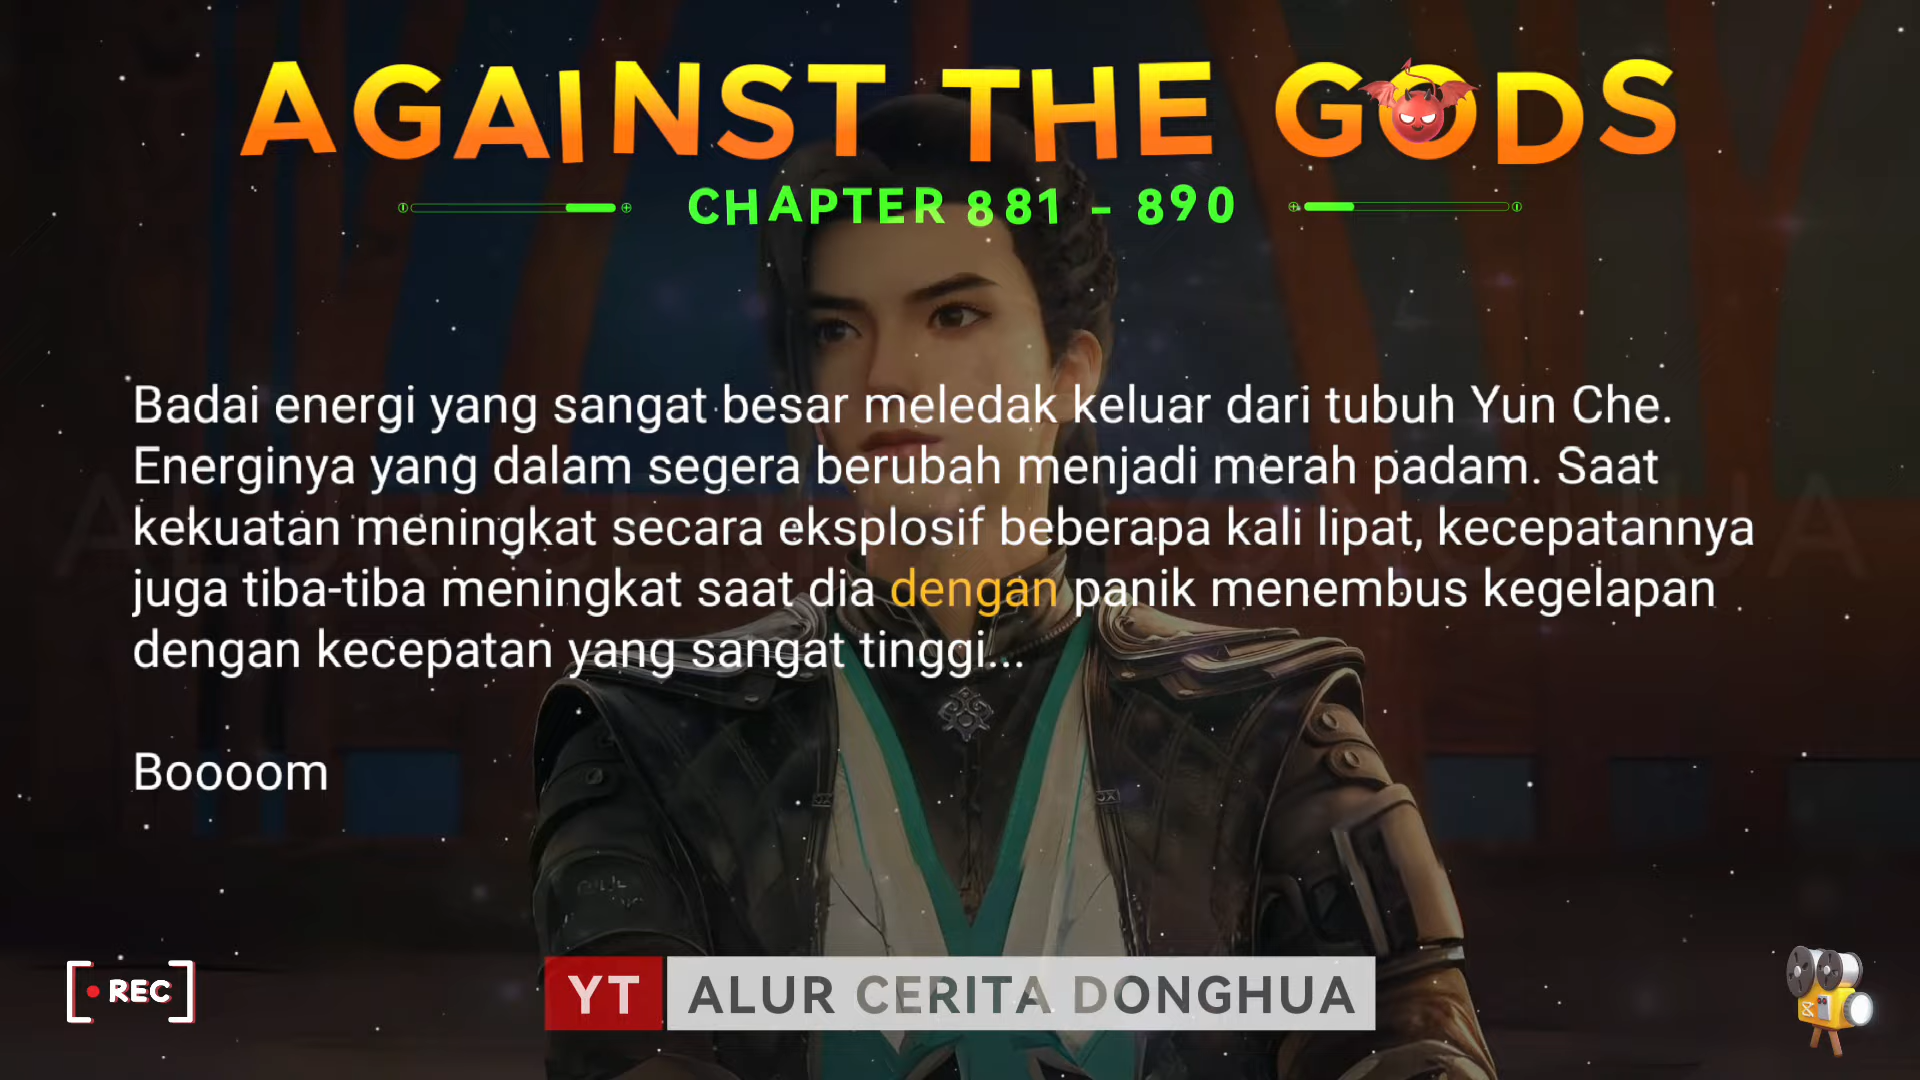 AGAINST THE GODS
CHAPTER 881 - 890
Badai energi yang sangat besar meledak keluar dari tubuh Yun Che.
Energinya yang dalam segera berubah menjadi merah padam. Saat
kekuatan meningkat secara eksplosif beberapa kali lipat, kecepatannya
juga tiba-tiba meningkat saat dia dengan panik menembus kegelapan
dengan kecepatan yang sangat tinggi...
Boooom
REC
YT ALUR CERITA DONGHUA